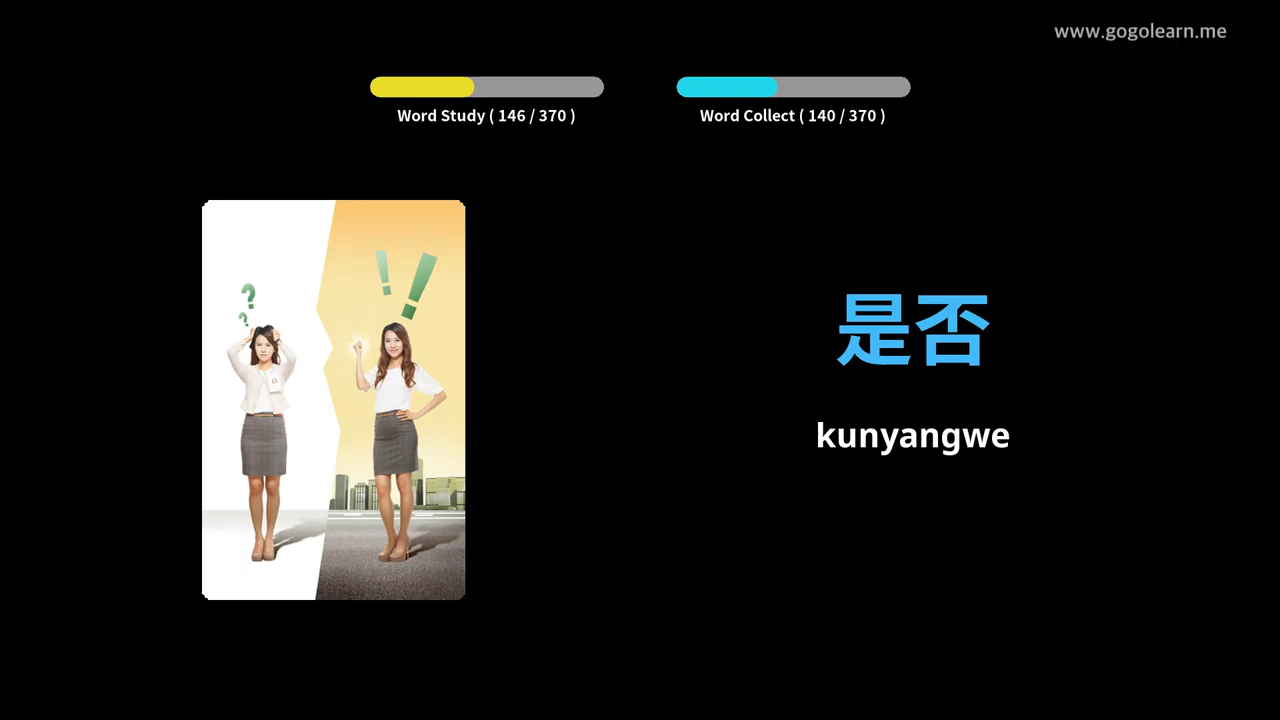 www.gogolearn.me
Word Study ( 146 / 370 )
Word Collect ( 140 / 370 )
? ?
! !
是否
kunyangwe